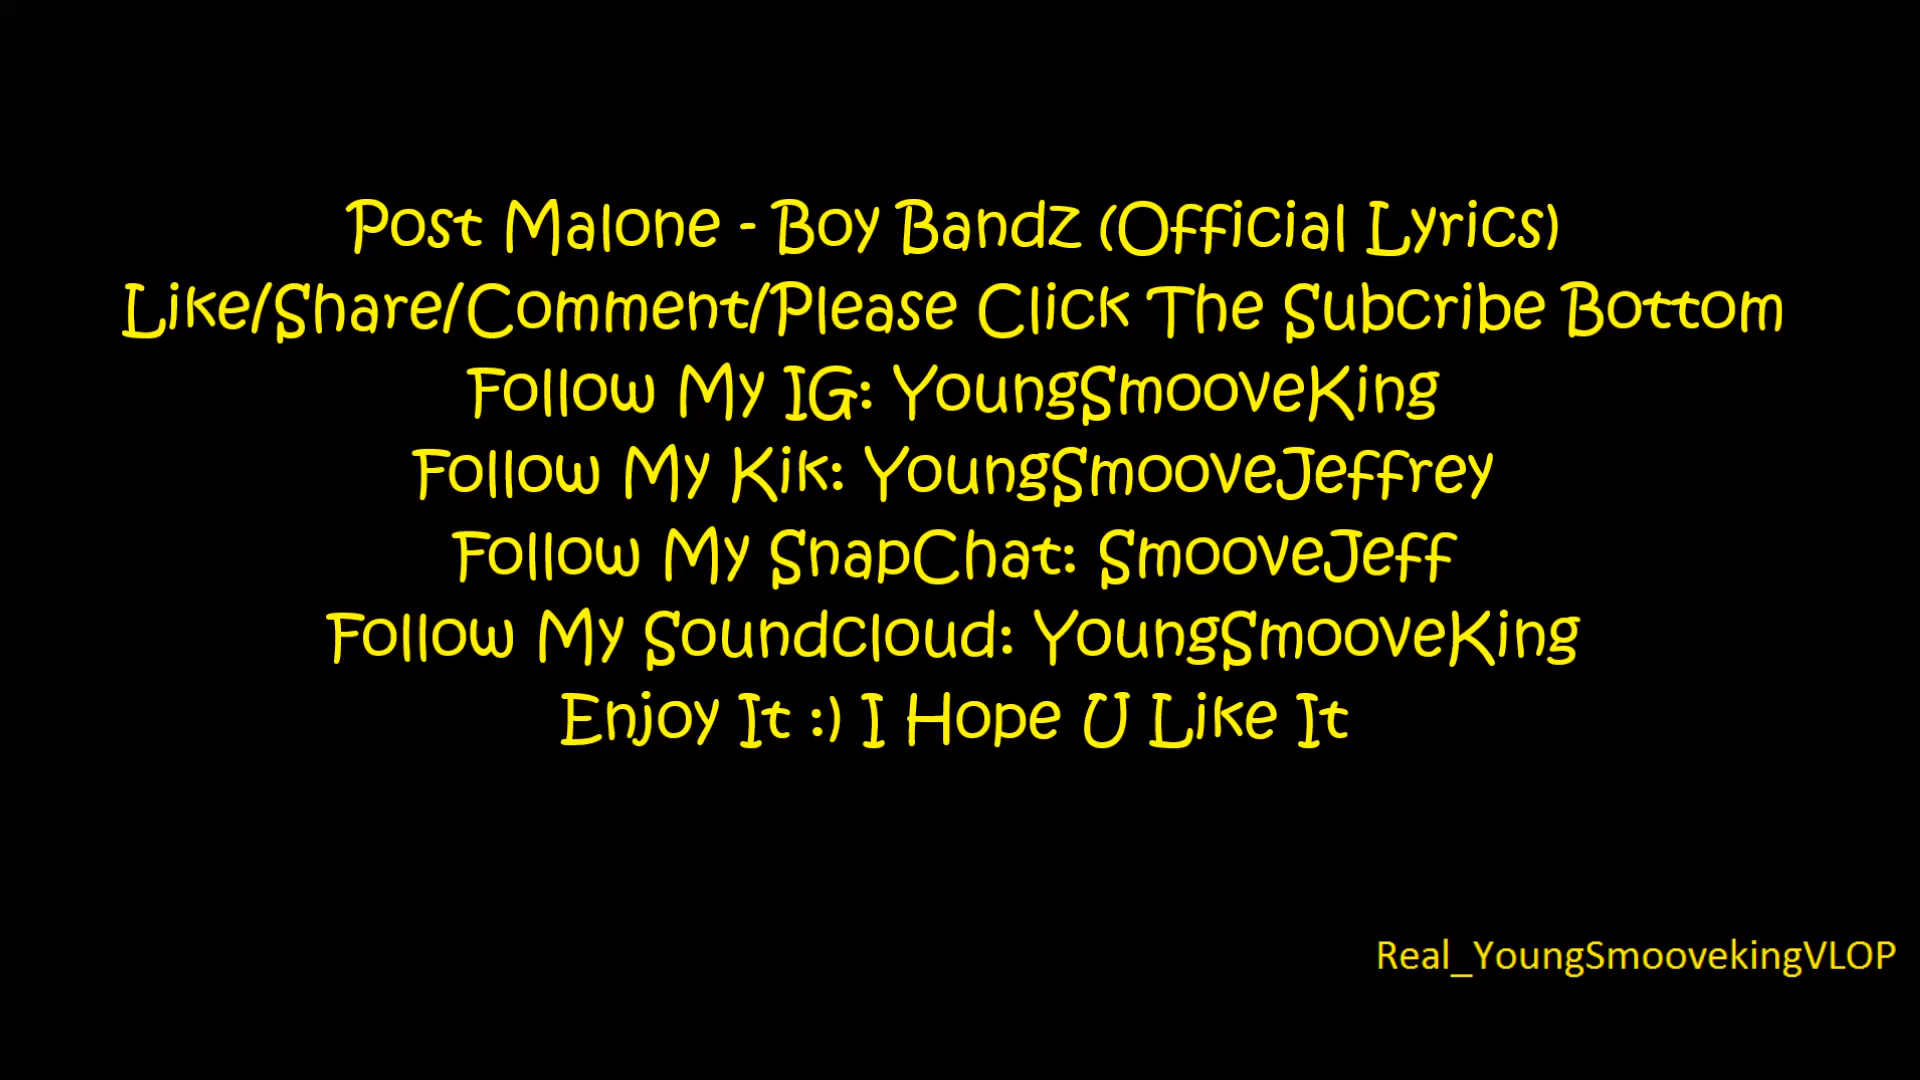 Post Malone - Boy Bandz (Official Lyrics)
Like/Share/Comment/Please Click The Subcribe Bottom
Follow My IG: YoungSmooveKing
Follow My Kik: YoungSmooveJeffrey
Follow My SnapChat: SmooveJeff
Follow My Soundcloud: YoungSmooveKing
Enjoy It :) I Hope U Like It
Real_YoungSmoovekingVLOP